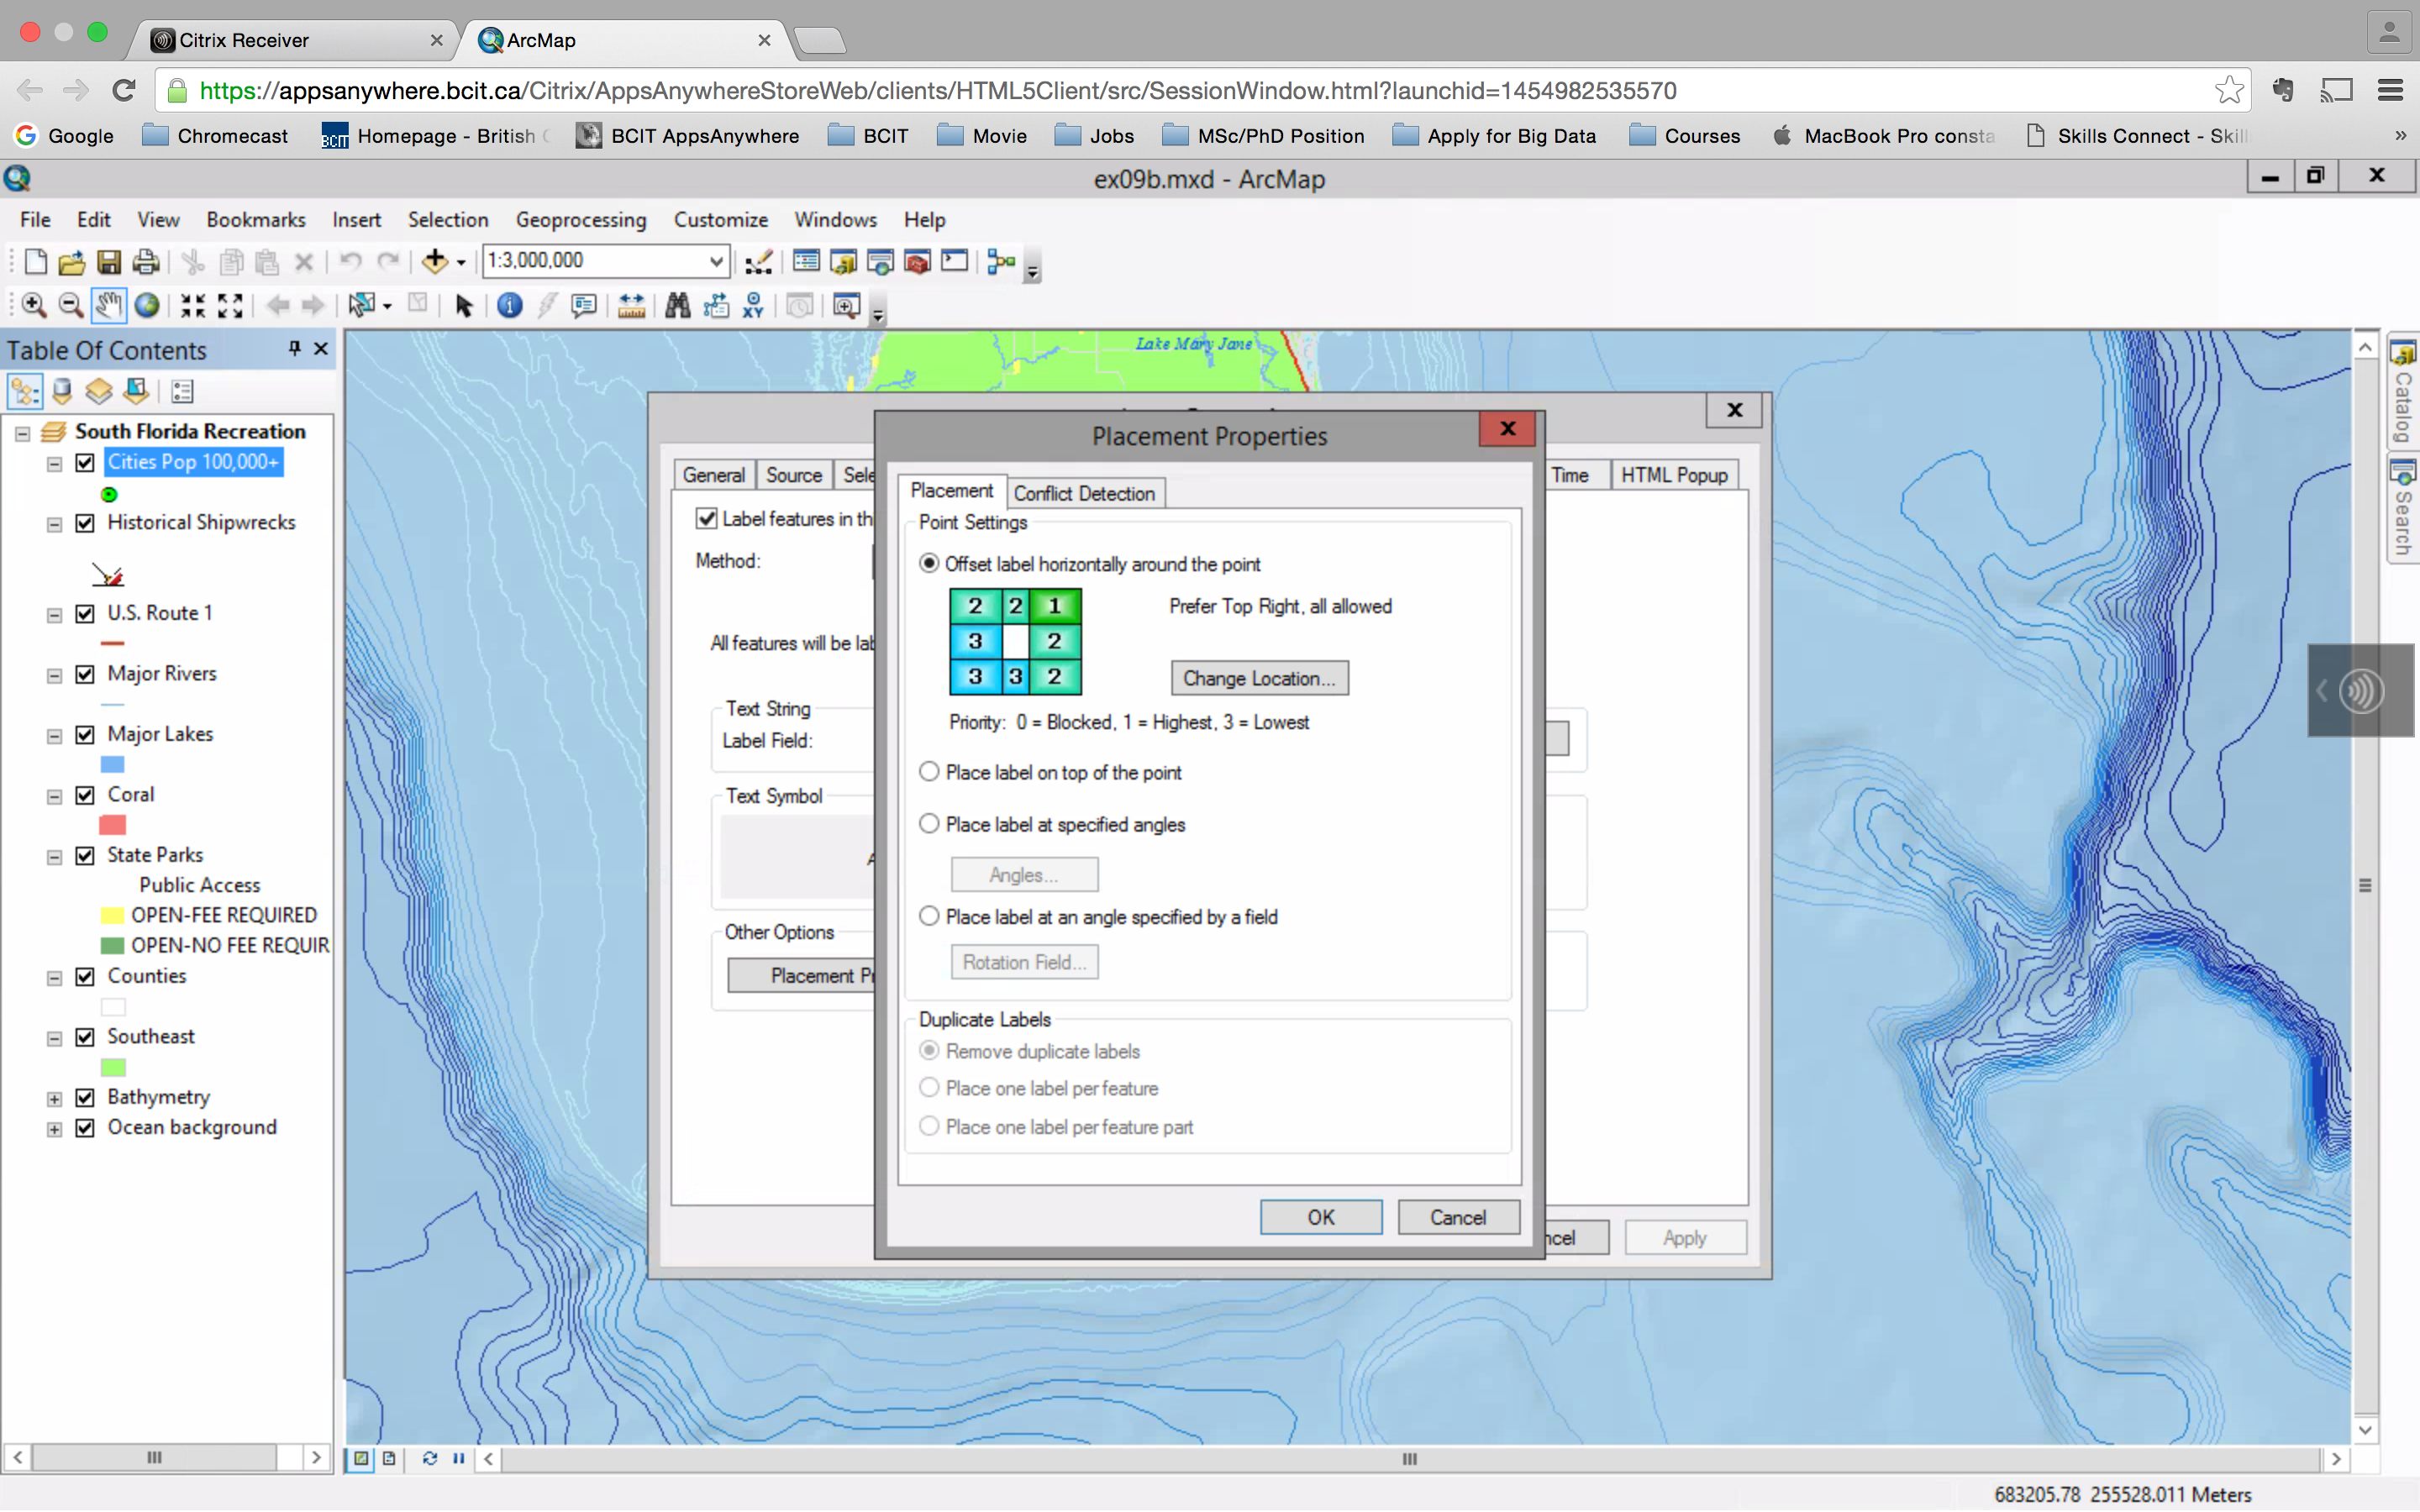 Citrix Receiver
ArcMap
https://appsanywhere.bcit.ca/Citrix/AppsAnywhereStoreWeb/clients/HTML5Client/src/SessionWindow.html?launchid=1454982535570
Google Chromecast Homepage - British BCIT AppsAnywhere BCIT Movie Jobs MSc/PhD Position Apply for Big Data Courses MacBook Pro consta Skills Connect - Skil »
ex09b.mxd - ArcMap
File Edit View Bookmarks Insert Selection Geoprocessing Customize Windows Help
1:3,000,000
XY
Table Of Contents
South Florida Recreation
Cities Pop 100,000+
Historical Shipwrecks
U.S. Route 1
Major Rivers
Major Lakes
Coral
State Parks
Public Access
OPEN-FEE REQUIRED
OPEN-NO FEE REQUIR
Counties
Southeast
Bathymetry
Ocean background
Lake Mary Jane
General Source Sele
Time HTML Popup
Label features in th
Method:
All features will be lab
Text String
Label Field:
Text Symbol
Other Options
Placement Pr
ncel Apply
Placement Properties
Placement Conflict Detection
Point Settings
Offset label horizontally around the point
2 2 1
3 2
3 3 2
Prefer Top Right, all allowed
Change Location...
Priority: 0 = Blocked, 1 = Highest, 3 = Lowest
Place label on top of the point
Place label at specified angles
Angles...
Place label at an angle specified by a field
Rotation Field...
Duplicate Labels
Remove duplicate labels
Place one label per feature
Place one label per feature part
OK Cancel
Catalog
Search
683205.78 255528.011 Meters